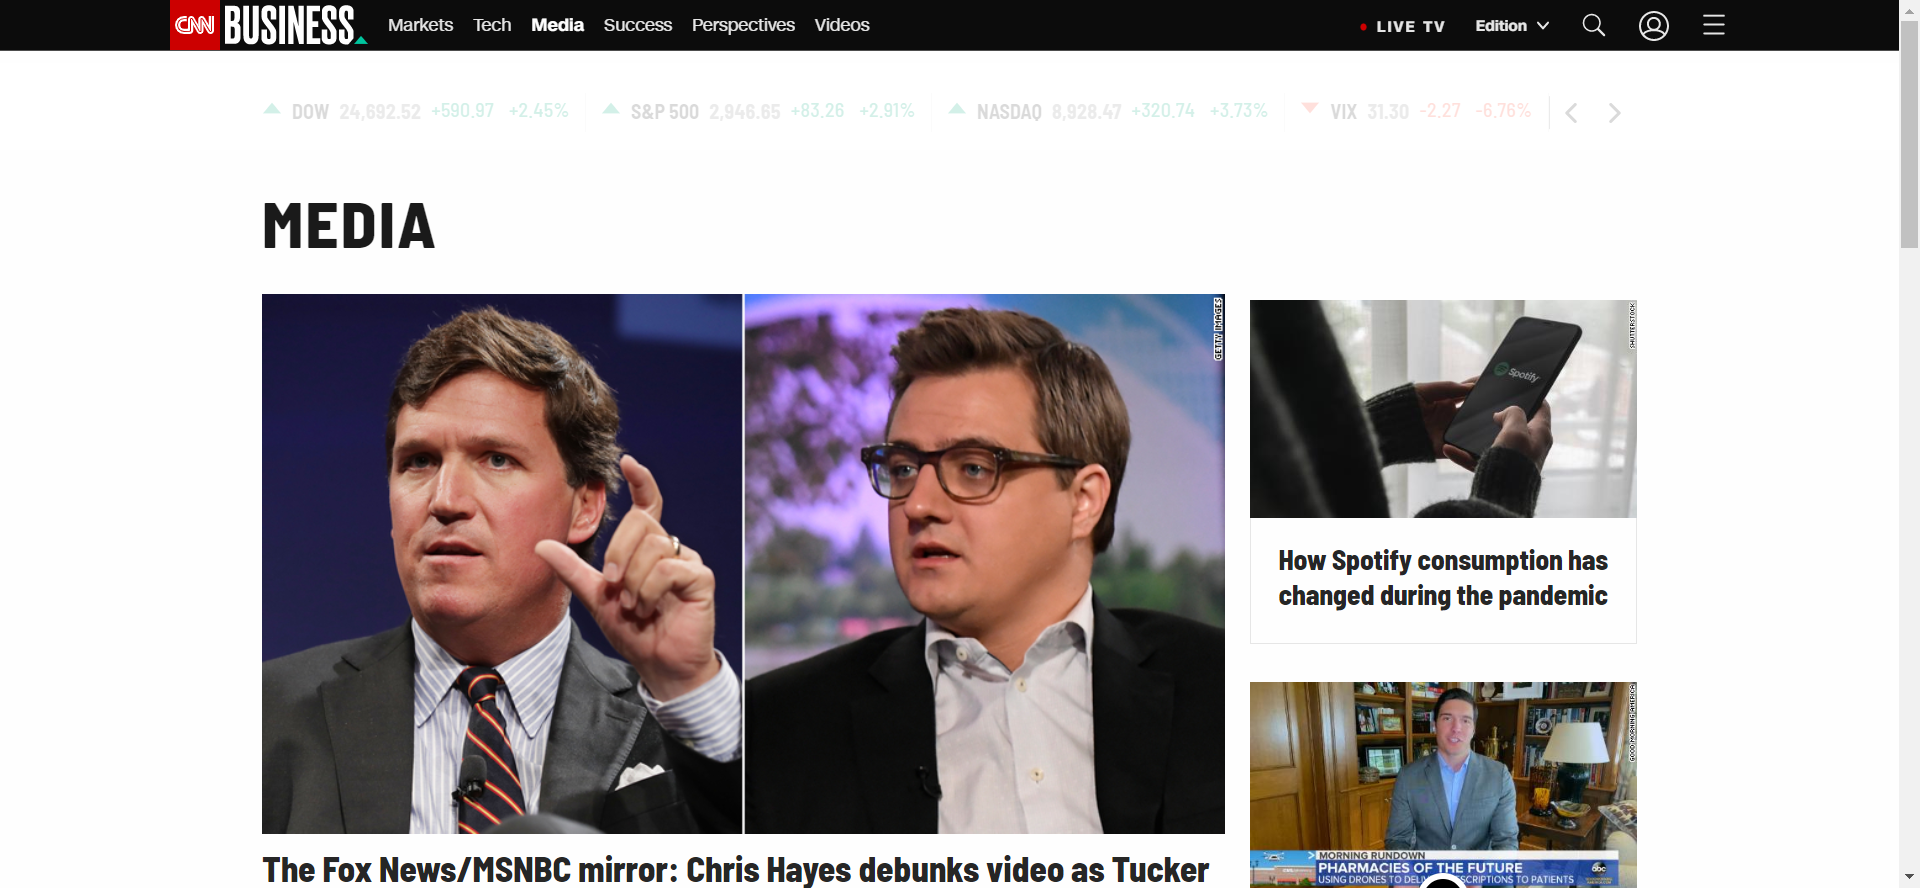 CNN BUSINESS Markets Tech Media Success Perspectives Videos LIVE TV Edition
DOW 24,692.52 +590.97 +2.45% S&P 500 2,946.65 +83.26 +2.91% NASDAQ 8,928.47 +320.74 +3.73% VIX 31.30 -2.27 -6.76%
MEDIA
GETTY IMAGES
The Fox News/MSNBC mirror: Chris Hayes debunks video as Tucker
SHUTTERSTOCK
Spotify
How Spotify consumption has
changed during the pandemic
GOOD MORNING AMERICA
MORNING RUNDOWN
PHARMACIES OF THE FUTURE
abc
USING DRONES TO TO PATIENTS